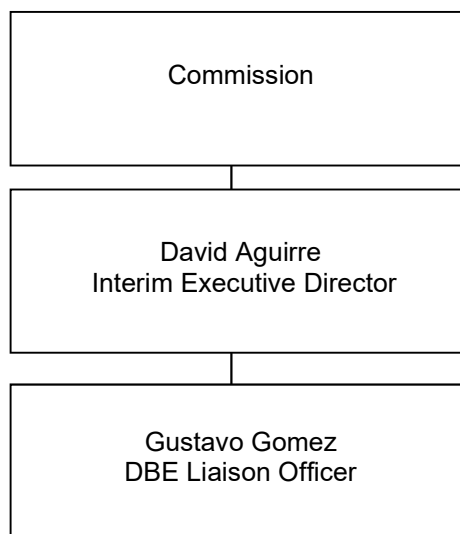 Commission
David Aguirre
Interim Executive Director
Gustavo Gomez
DBE Liaison Officer